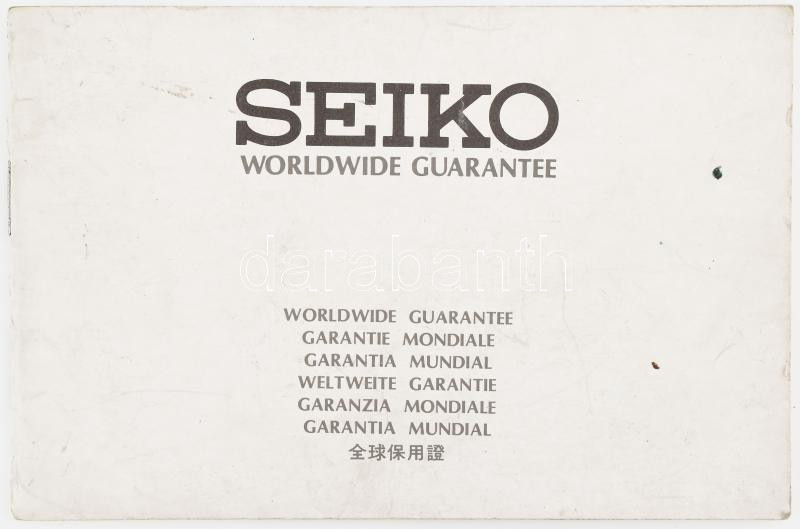 SEIKO
WORLDWIDE GUARANTEE
darabanth
WORLDWIDE GUARANTEE
GARANTIE MONDIALE
GARANTIA MUNDIAL
WELTWEITE GARANTIE
GARANZIA MONDIALE
GARANTIA MUNDIAL
全球保用證